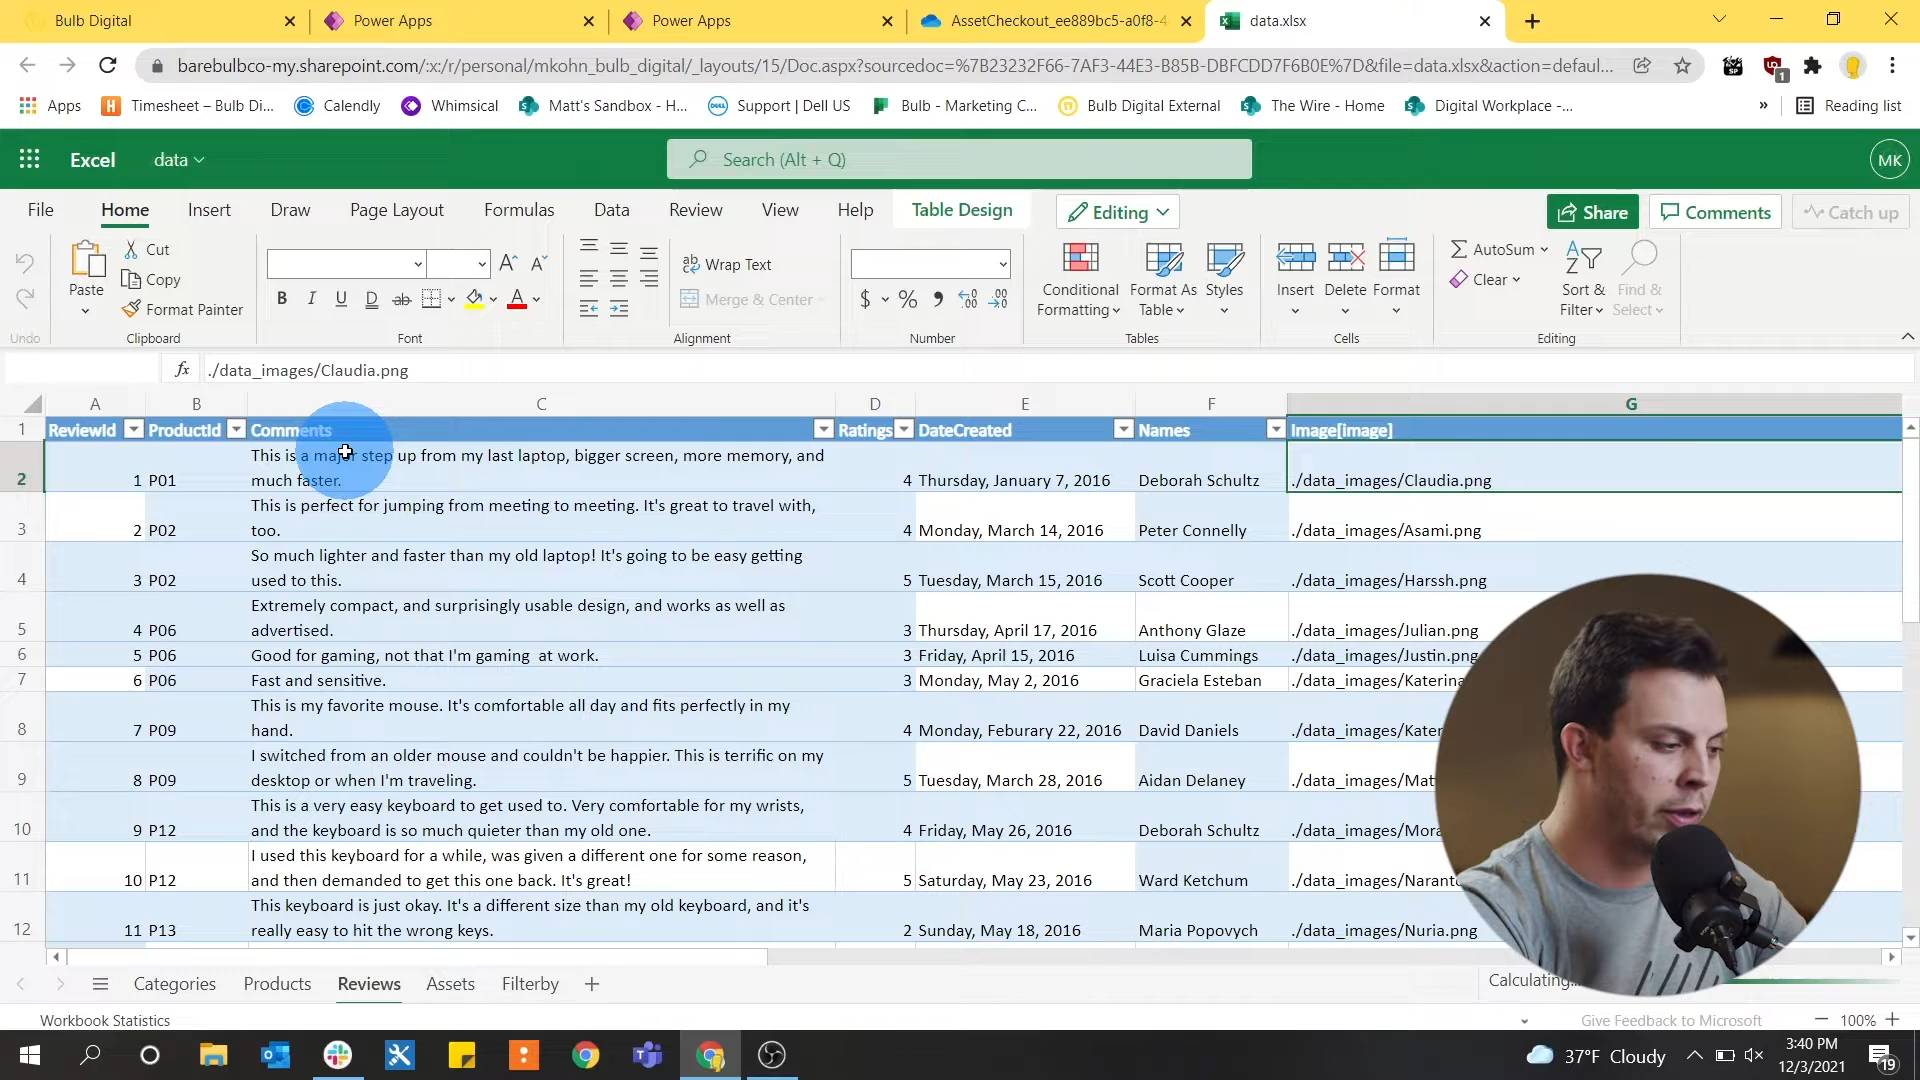 Bulb Digital
Power Apps
Power Apps
AssetCheckout_ee889bc5-a0f8-4
data.xlsx
barebulbco-my.sharepoint.com/:x:/r/personal/mkohn_bulb_digital/_layouts/15/Doc.aspx?sourcedoc=%7B23232F66-7AF3-44E3-B85B-DBFCDD7F6B0E%7D&file=data.xlsx&action=defaul...
Apps
Timesheet – Bulb Di...
Calendly
Whimsical
Matt's Sandbox - H...
Support | Dell US
Bulb - Marketing C...
Bulb Digital External
The Wire - Home
Digital Workplace -...
Reading list
Excel
data
Search (Alt + Q)
MK
File Home Insert Draw Page Layout Formulas Data Review View Help Table Design
Editing
Share
Comments
Catch up
Undo
Paste
Cut
Copy
Format Painter
Clipboard
Font
Wrap Text
Merge & Center
Alignment
Number
Conditional Formatting
Format As Table
Styles
Tables
Insert
Delete
Format
Cells
AutoSum
Clear
Sort & Filter
Find & Select
Editing
fx ./data_images/Claudia.png
A B C D E F G
1 ReviewId ProductId Comments Ratings DateCreated Names Image[image]
This is a major step up from my last laptop, bigger screen, more memory, and
2 1 P01 much faster. 4 Thursday, January 7, 2016 Deborah Schultz ./data_images/Claudia.png
This is perfect for jumping from meeting to meeting. It's great to travel with,
3 2 P02 too. 4 Monday, March 14, 2016 Peter Connelly ./data_images/Asami.png
So much lighter and faster than my old laptop! It's going to be easy getting
4 3 P02 used to this. 5 Tuesday, March 15, 2016 Scott Cooper ./data_images/Harssh.png
Extremely compact, and surprisingly usable design, and works as well as
5 4 P06 advertised. 3 Thursday, April 17, 2016 Anthony Glaze ./data_images/Julian.png
6 5 P06 Good for gaming, not that I'm gaming  at work. 3 Friday, April 15, 2016 Luisa Cummings ./data_images/Justin.png
7 6 P06 Fast and sensitive. 3 Monday, May 2, 2016 Graciela Esteban ./data_images/Katerina
This is my favorite mouse. It's comfortable all day and fits perfectly in my
8 7 P09 hand. 4 Monday, Feburary 22, 2016 David Daniels ./data_images/Kater
I switched from an older mouse and couldn't be happier. This is terrific on my
9 8 P09 desktop or when I'm traveling. 5 Tuesday, March 28, 2016 Aidan Delaney ./data_images/Mat
This is a very easy keyboard to get used to. Very comfortable for my wrists,
10 9 P12 and the keyboard is so much quieter than my old one. 4 Friday, May 26, 2016 Deborah Schultz ./data_images/Mora
I used this keyboard for a while, was given a different one for some reason,
11 10 P12 and then demanded to get this one back. It's great! 5 Saturday, May 23, 2016 Ward Ketchum ./data_images/Narant
This keyboard is just okay. It's a different size than my old keyboard, and it's
12 11 P13 really easy to hit the wrong keys. 2 Sunday, May 18, 2016 Maria Popovych ./data_images/Nuria.png
Categories Products Reviews Assets Filterby
Calculating...
Workbook Statistics
Give Feedback to Microsoft
100%
37°F Cloudy
3:40 PM
12/3/2021
19